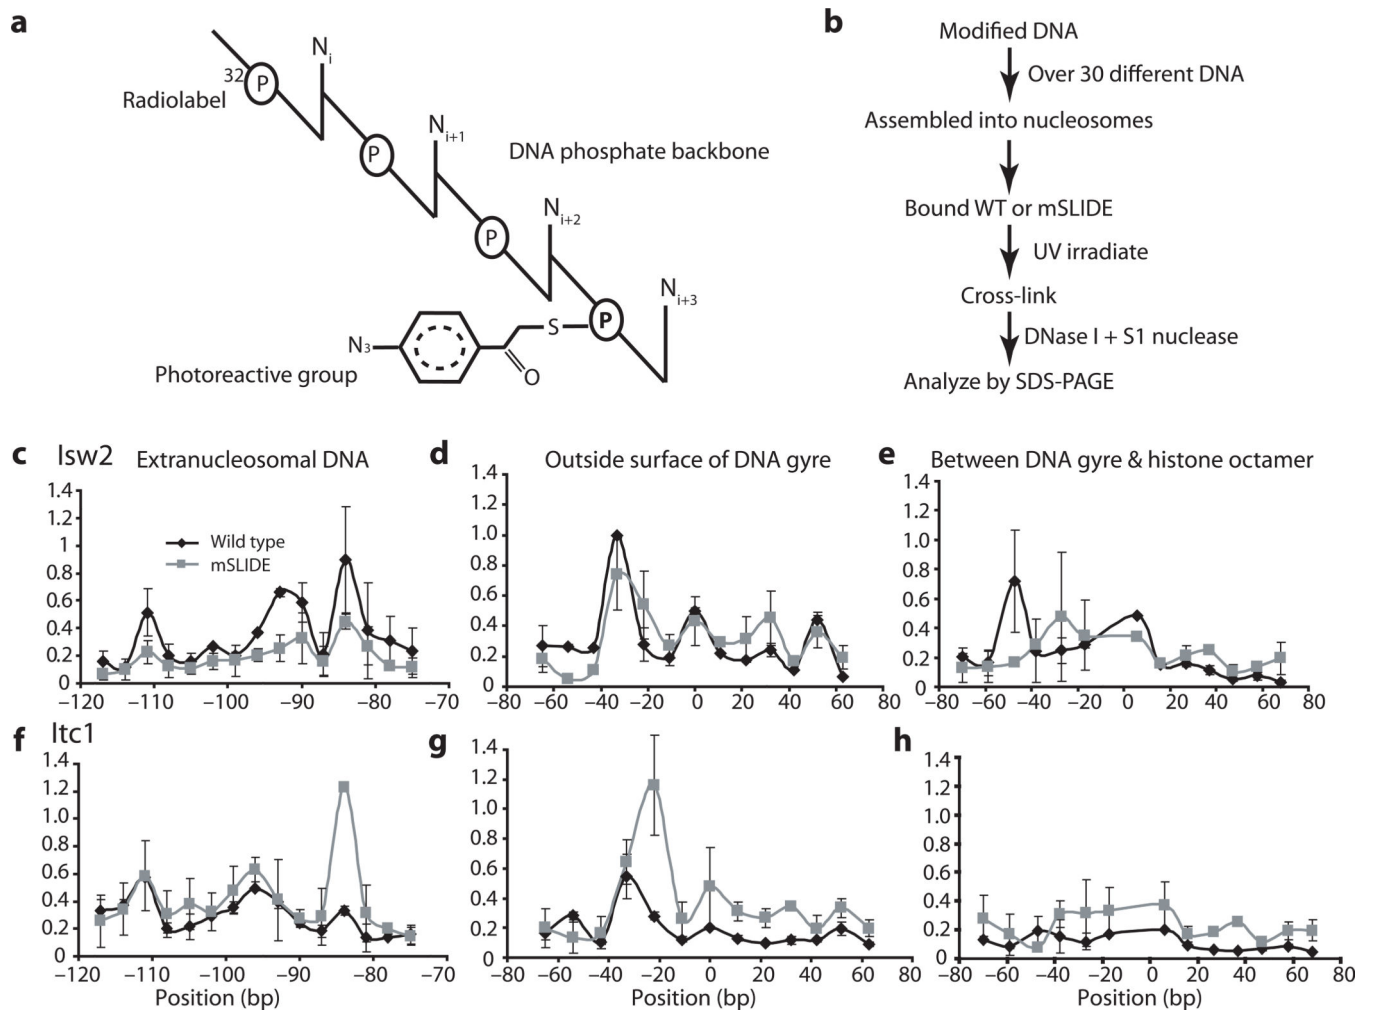 a
32
P
Radiolabel
Ni
P
Ni+1
DNA phosphate backbone
P
Ni+2
P
Ni+3
S
N3
O
Photoreactive group
b
Modified DNA
Over 30 different DNA
Assembled into nucleosomes
Bound WT or mSLIDE
UV irradiate
Cross-link
DNase I + S1 nuclease
Analyze by SDS-PAGE
c Isw2 Extranucleosomal DNA
1.4
1.2
1
0.8
0.6
0.4
0.2
0
Wild type
mSLIDE
−120 −110 −100 −90 −80 −70
d Outside surface of DNA gyre
1.4
1.2
1.0
0.8
0.6
0.4
0.2
0
−80 −60 −40 −20 0 20 40 60 80
e Between DNA gyre & histone octamer
1.4
1.2
1.0
0.8
0.6
0.4
0.2
0
−80 −60 −40 −20 0 20 40 60 80
f Itc1
1.4
1.2
1.0
0.8
0.6
0.4
0.2
0
−120 −110 −100 −90 −80 −70
Position (bp)
g
1.4
1.2
1.0
0.8
0.6
0.4
0.2
0
−80 −60 −40 −20 0 20 40 60 80
Position (bp)
h
1.4
1.2
1.0
0.8
0.6
0.4
0.2
0
−80 −60 −40 −20 0 20 40 60 80
Position (bp)